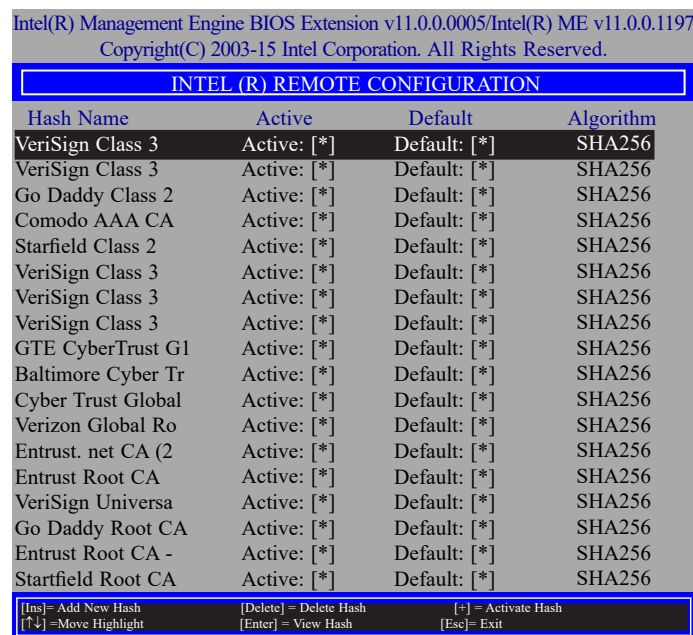 Intel(R) Management Engine BIOS Extension v11.0.0.0005/Intel(R) ME v11.0.0.1197
Copyright(C) 2003-15 Intel Corporation. All Rights Reserved.
INTEL (R) REMOTE CONFIGURATION
Hash Name Active Default Algorithm
VeriSign Class 3 Active: [*] Default: [*] SHA256
VeriSign Class 3 Active: [*] Default: [*] SHA256
Go Daddy Class 2 Active: [*] Default: [*] SHA256
Comodo AAA CA Active: [*] Default: [*] SHA256
Starfield Class 2 Active: [*] Default: [*] SHA256
VeriSign Class 3 Active: [*] Default: [*] SHA256
VeriSign Class 3 Active: [*] Default: [*] SHA256
VeriSign Class 3 Active: [*] Default: [*] SHA256
GTE CyberTrust G1 Active: [*] Default: [*] SHA256
Baltimore Cyber Tr Active: [*] Default: [*] SHA256
Cyber Trust Global Active: [*] Default: [*] SHA256
Verizon Global Ro Active: [*] Default: [*] SHA256
Entrust. net CA (2 Active: [*] Default: [*] SHA256
Entrust Root CA Active: [*] Default: [*] SHA256
VeriSign Universa Active: [*] Default: [*] SHA256
Go Daddy Root CA Active: [*] Default: [*] SHA256
Entrust Root CA - Active: [*] Default: [*] SHA256
Startfield Root CA Active: [*] Default: [*] SHA256
[Ins]= Add New Hash [Delete] = Delete Hash [+] = Activate Hash
[↑↓] =Move Highlight [Enter] = View Hash [Esc]= Exit